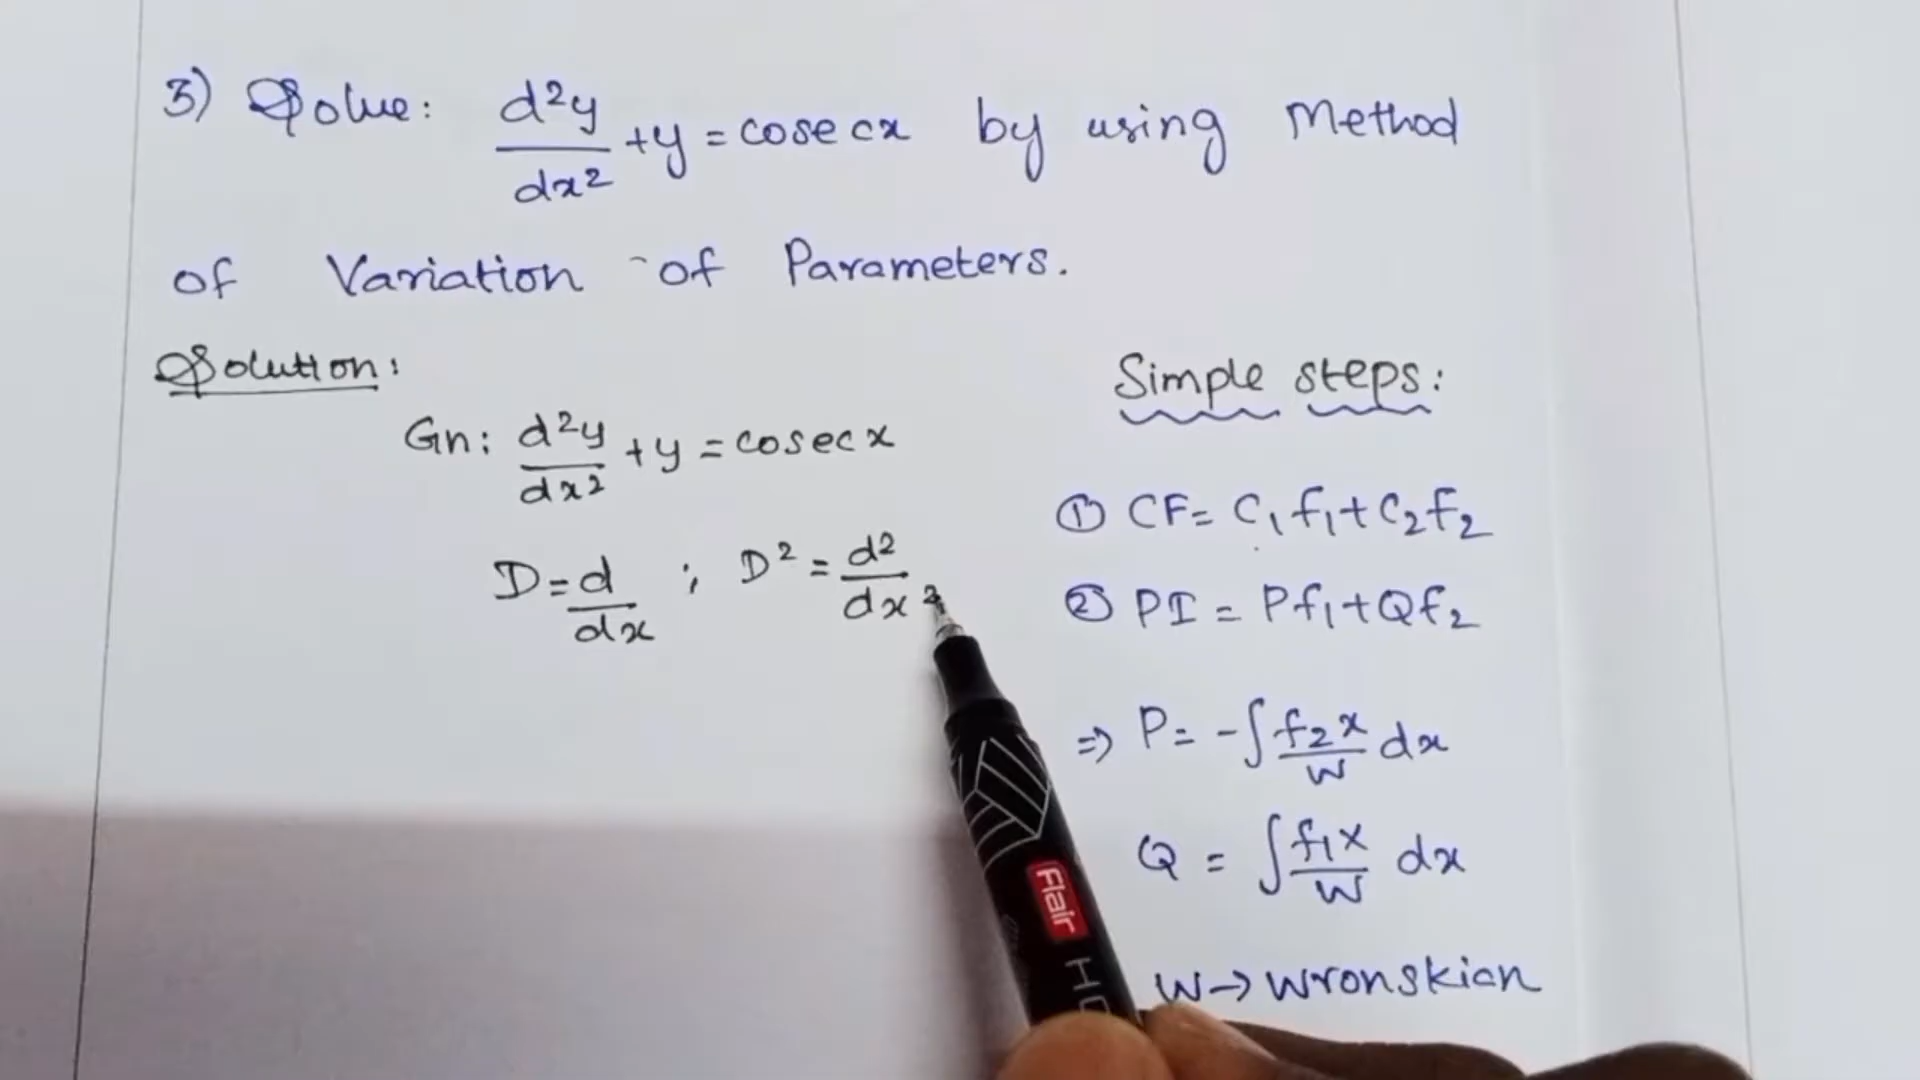 3) Solve: d²y/dx² + y = cosec x by using Method
of Variation of Parameters.
Solution:
Gn: d²y/dx² + y = cosec x
D = d/dx ; D² = d²/dx²
Simple steps:
① CF = C₁f₁ + C₂f₂
② PI = Pf₁ + Qf₂
⇒ P = -∫ f₂x/W dx
Q = ∫ f₁x/W dx
W → Wronskian
Flair